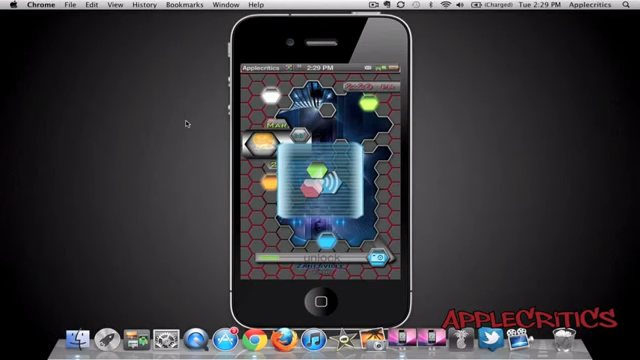 Chrome File Edit View History Bookmarks Window Help
(Charged) Tue 2:29 PM Applecritics
Applecritics 2:29 PM
unlock
APPLECRITICS